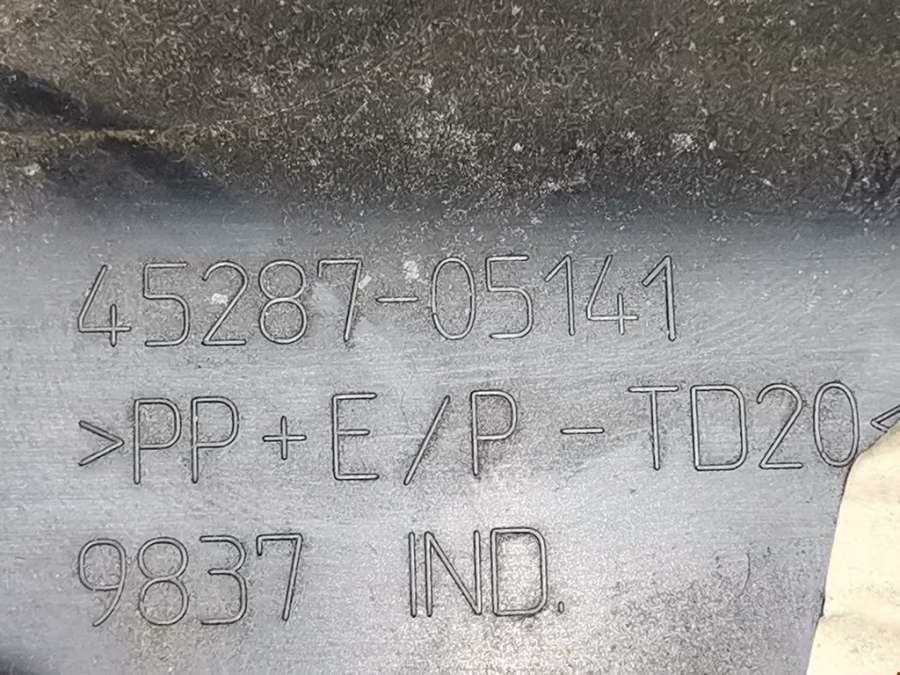 45287-05141
>PP+E/P-TD20<
9837 IND.